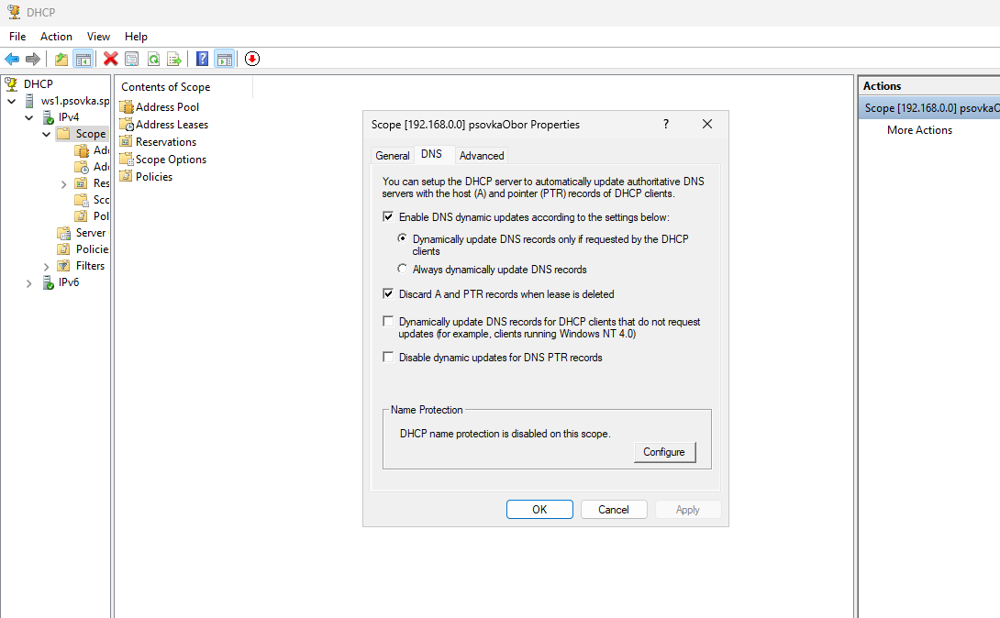 DHCP
File Action View Help
DHCP
ws1.psovka.sp
IPv4
Scope
Add
Add
Res
Sco
Pol
Server
Policie
Filters
IPv6
Contents of Scope
Address Pool
Address Leases
Reservations
Scope Options
Policies
Scope [192.168.0.0] psovkaObor Properties
?
General DNS Advanced
You can setup the DHCP server to automatically update authoritative DNS
servers with the host (A) and pointer (PTR) records of DHCP clients.
Enable DNS dynamic updates according to the settings below:
Dynamically update DNS records only if requested by the DHCP
clients
Always dynamically update DNS records
Discard A and PTR records when lease is deleted
Dynamically update DNS records for DHCP clients that do not request
updates (for example, clients running Windows NT 4.0)
Disable dynamic updates for DNS PTR records
Name Protection
DHCP name protection is disabled on this scope.
Configure
OK Cancel Apply
Actions
Scope [192.168.0.0] psovkaO
More Actions